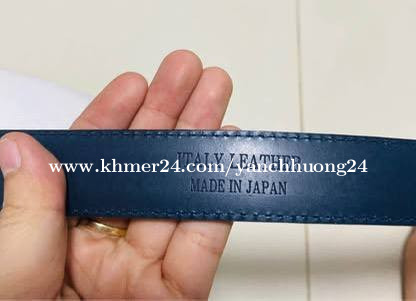 ITALY LEATHER
www.khmer24.com/yanchhuong24
MADE IN JAPAN